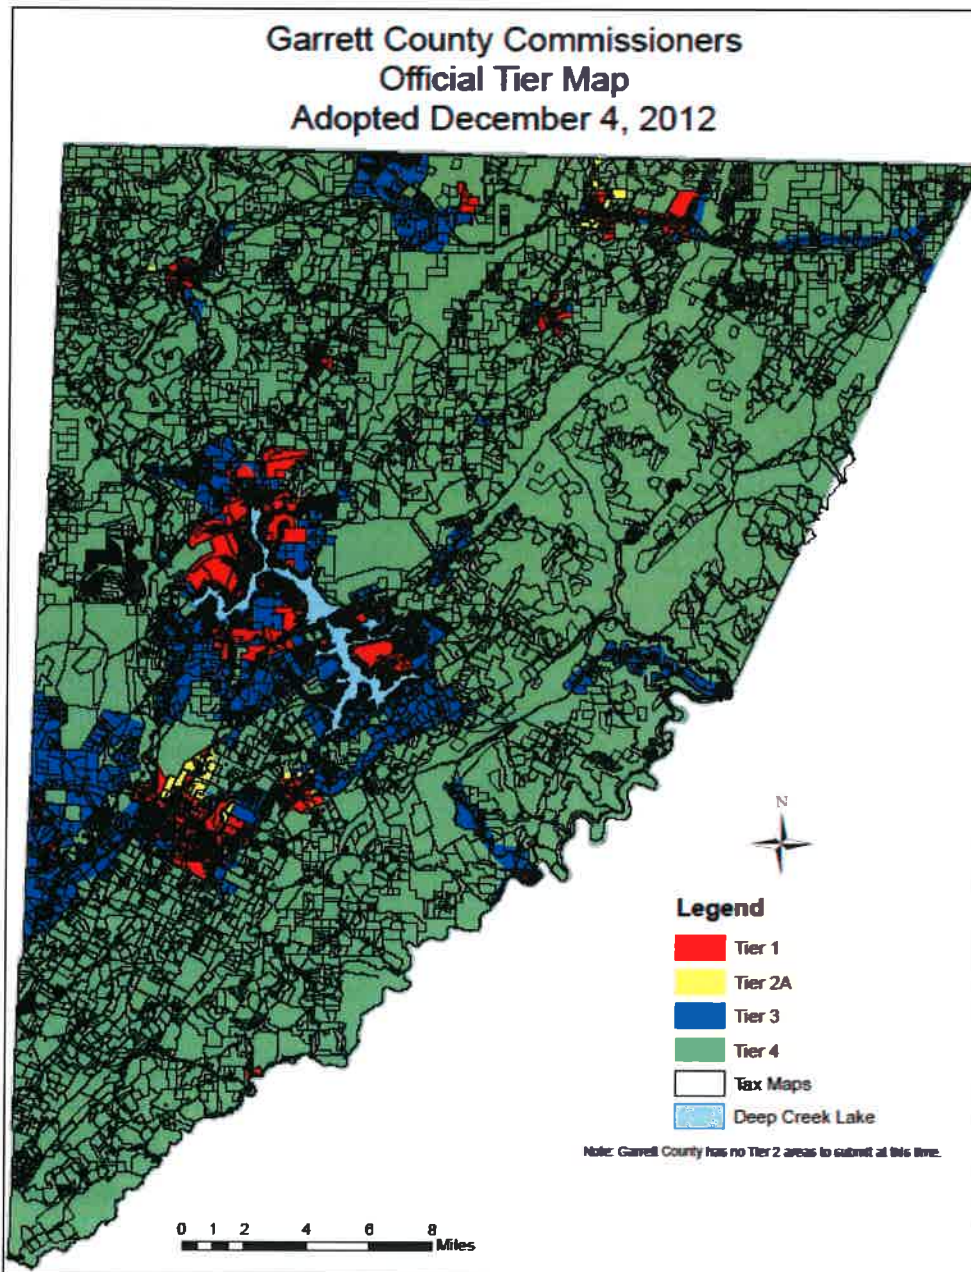 Garrett County Commissioners
Official Tier Map
Adopted December 4, 2012
N
Legend
Tier 1
Tier 2A
Tier 3
Tier 4
Tax Maps
Deep Creek Lake
Note: Garrett County has no Tier 2 areas to submit at this time.
0 1 2 4 6 8
Miles